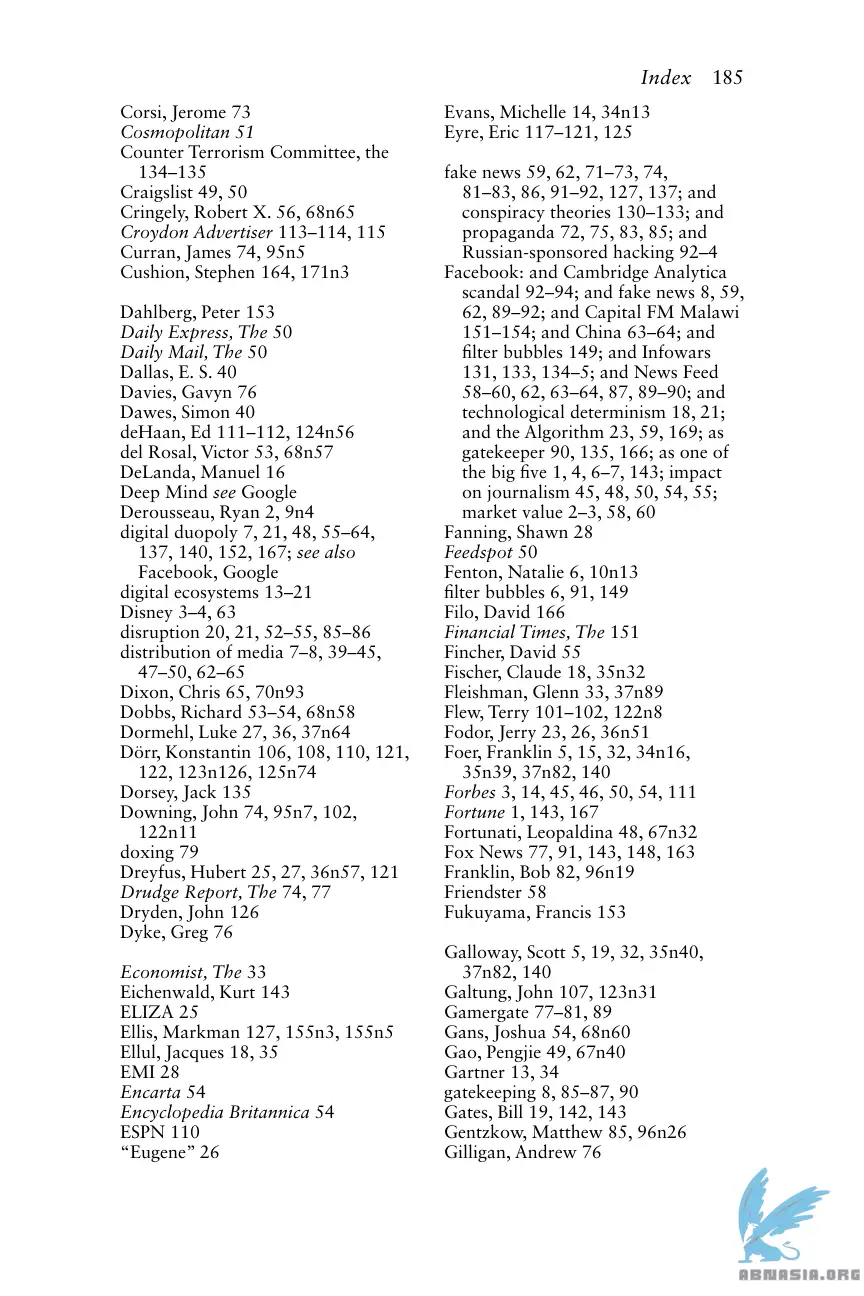 Index 185
Corsi, Jerome 73
Cosmopolitan 51
Counter Terrorism Committee, the
134–135
Craigslist 49, 50
Cringely, Robert X. 56, 68n65
Croydon Advertiser 113–114, 115
Curran, James 74, 95n5
Cushion, Stephen 164, 171n3
Dahlberg, Peter 153
Daily Express, The 50
Daily Mail, The 50
Dallas, E. S. 40
Davies, Gavyn 76
Dawes, Simon 40
deHaan, Ed 111–112, 124n56
del Rosal, Victor 53, 68n57
DeLanda, Manuel 16
Deep Mind see Google
Derousseau, Ryan 2, 9n4
digital duopoly 7, 21, 48, 55–64,
137, 140, 152, 167; see also
Facebook, Google
digital ecosystems 13–21
Disney 3–4, 63
disruption 20, 21, 52–55, 85–86
distribution of media 7–8, 39–45,
47–50, 62–65
Dixon, Chris 65, 70n93
Dobbs, Richard 53–54, 68n58
Dormehl, Luke 27, 36, 37n64
Dörr, Konstantin 106, 108, 110, 121,
122, 123n126, 125n74
Dorsey, Jack 135
Downing, John 74, 95n7, 102,
122n11
doxing 79
Dreyfus, Hubert 25, 27, 36n57, 121
Drudge Report, The 74, 77
Dryden, John 126
Dyke, Greg 76
Economist, The 33
Eichenwald, Kurt 143
ELIZA 25
Ellis, Markman 127, 155n3, 155n5
Ellul, Jacques 18, 35
EMI 28
Encarta 54
Encyclopedia Britannica 54
ESPN 110
“Eugene” 26
Evans, Michelle 14, 34n13
Eyre, Eric 117–121, 125
fake news 59, 62, 71–73, 74,
81–83, 86, 91–92, 127, 137; and
conspiracy theories 130–133; and
propaganda 72, 75, 83, 85; and
Russian-sponsored hacking 92–4
Facebook: and Cambridge Analytica
scandal 92–94; and fake news 8, 59,
62, 89–92; and Capital FM Malawi
151–154; and China 63–64; and
filter bubbles 149; and Infowars
131, 133, 134–5; and News Feed
58–60, 62, 63–64, 87, 89–90; and
technological determinism 18, 21;
and the Algorithm 23, 59, 169; as
gatekeeper 90, 135, 166; as one of
the big five 1, 4, 6–7, 143; impact
on journalism 45, 48, 50, 54, 55;
market value 2–3, 58, 60
Fanning, Shawn 28
Feedspot 50
Fenton, Natalie 6, 10n13
filter bubbles 6, 91, 149
Filo, David 166
Financial Times, The 151
Fincher, David 55
Fischer, Claude 18, 35n32
Fleishman, Glenn 33, 37n89
Flew, Terry 101–102, 122n8
Fodor, Jerry 23, 26, 36n51
Foer, Franklin 5, 15, 32, 34n16,
35n39, 37n82, 140
Forbes 3, 14, 45, 46, 50, 54, 111
Fortune 1, 143, 167
Fortunati, Leopaldina 48, 67n32
Fox News 77, 91, 143, 148, 163
Franklin, Bob 82, 96n19
Friendster 58
Fukuyama, Francis 153
Galloway, Scott 5, 19, 32, 35n40,
37n82, 140
Galtung, John 107, 123n31
Gamergate 77–81, 89
Gans, Joshua 54, 68n60
Gao, Pengjie 49, 67n40
Gartner 13, 34
gatekeeping 8, 85–87, 90
Gates, Bill 19, 142, 143
Gentzkow, Matthew 85, 96n26
Gilligan, Andrew 76
ABNASIA.ORG